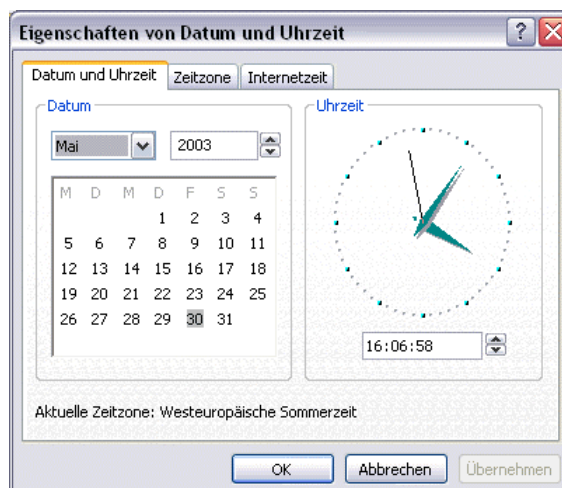 Eigenschaften von Datum und Uhrzeit
Datum und Uhrzeit Zeitzone Internetzeit
Datum
Mai 2003
M D M D F S S
1 2 3 4
5 6 7 8 9 10 11
12 13 14 15 16 17 18
19 20 21 22 23 24 25
26 27 28 29 30 31
Uhrzeit
16:06:58
Aktuelle Zeitzone: Westeuropäische Sommerzeit
OK Abbrechen Übernehmen